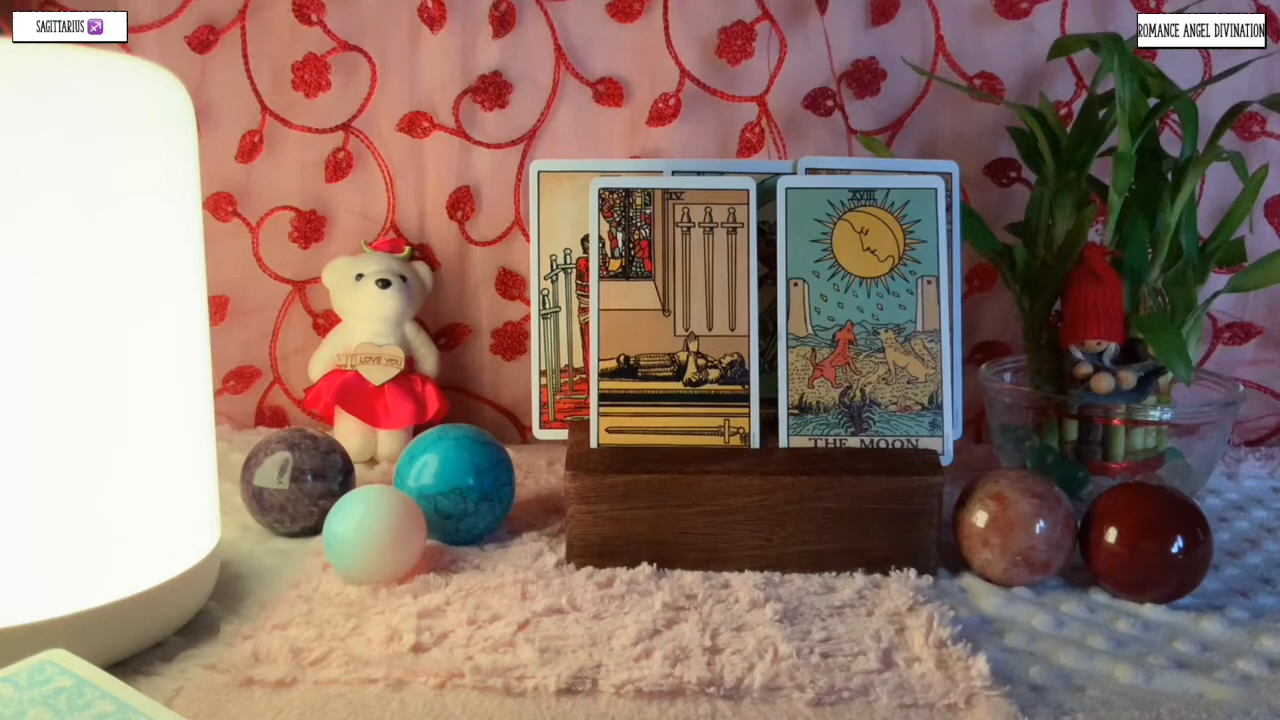 SAGITTARIUS ♐
ROMANCE ANGEL DIVINATION
IV
XVIII
I LOVE YOU
THE MOON